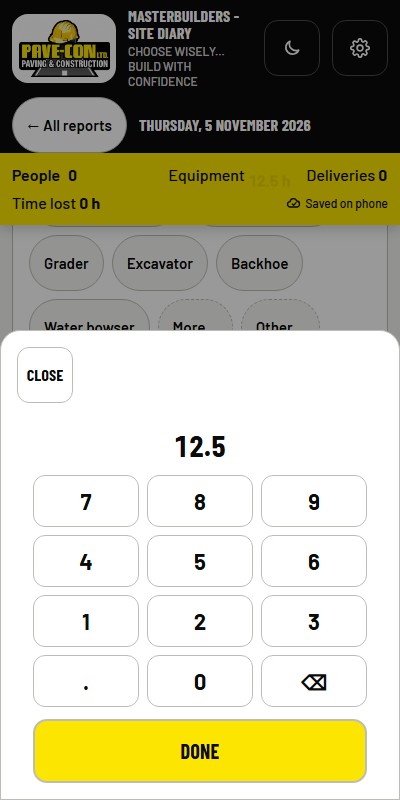 PAVE-CON LTD.
PAVING & CONSTRUCTION
MASTERBUILDERS -
SITE DIARY
CHOOSE WISELY...
BUILD WITH
CONFIDENCE
← All reports
THURSDAY, 5 NOVEMBER 2026
People 0
Equipment 12.5 h
Deliveries 0
Time lost 0 h
Saved on phone
Grader
Excavator
Backhoe
Water bowser
More
Other
CLOSE
12.5
7
8
9
4
5
6
1
2
3
.
0
⌫
DONE